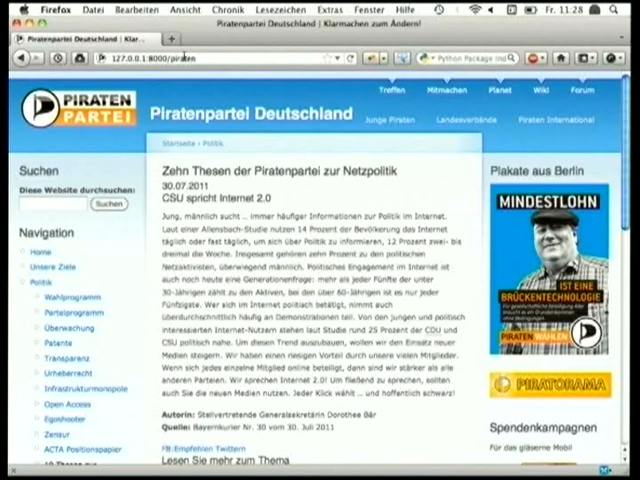 Firefox Datei Bearbeiten Ansicht Chronik Lesezeichen Extras Fenster Hilfe Fr. 11:28
Piratenpartei Deutschland | Klarmachen zum Ändern!
Piratenpartei Deutschland | Klar...
127.0.0.1:8000/piraten
Python Package Ind
PIRATEN
PARTEI
Piratenpartei Deutschland
Treffen Mitmachen Planet Wiki Forum
Junge Piraten Landesverbände Piraten International
Startseite › Politik
Suchen
Diese Website durchsuchen:
Suchen
Navigation
Home
Unsere Ziele
Politik
Wahlprogramm
Parteiprogramm
Überwachung
Patente
Transparenz
Urheberrecht
Infrastrukturmonopole
Open Access
Egoshooter
Zensur
ACTA Positionspapier
Zehn Thesen der Piratenpartei zur Netzpolitik
30.07.2011
CSU spricht Internet 2.0
Jung, männlich sucht ... immer häufiger Informationen zur Politik im Internet.
Laut einer Allensbach-Studie nutzen 14 Prozent der Bevölkerung das Internet
täglich oder fast täglich, um sich über Politik zu informieren, 12 Prozent zwei- bis
dreimal die Woche. Insgesamt gehören zehn Prozent zu den politischen
Netzaktivisten, überwiegend männlich. Politisches Engagement im Internet ist
auch noch heute eine Generationenfrage: mehr als jeder Fünfte der unter
30-Jährigen zählt zu den Aktiven, bei den über 60-Jährigen ist es nur jeder
Fünfzigste. Wer sich im Internet politisch betätigt, nimmt auch
überdurchschnittlich häufig an Demonstrationen teil. Von den jungen und politisch
interessierten Internet-Nutzern stehen laut Studie rund 25 Prozent der CDU und
CSU politisch nahe. Um diesen Trend auszubauen, wollen wir den Einsatz neuer
Medien steigern. Wir haben einen riesigen Vorteil durch unsere vielen Mitglieder.
Wenn sich jedes einzelne Mitglied online beteiligt, dann sind wir stärker als alle
anderen Parteien. Wir sprechen Internet 2.0! Um fließend zu sprechen, sollten
auch Sie die neuen Medien nutzen. Jeder Klick wählt ... und hoffentlich schwarz!
Autorin: Stellvertretende Generalsekretärin Dorothee Bär
Quelle: Bayernkurier Nr. 30 vom 30. Juli 2011
FB:Empfehlen Twittern
Lesen Sie mehr zum Thema
Plakate aus Berlin
MINDESTLOHN
IST EINE
BRÜCKENTECHNOLOGIE
PIRATEN WÄHLEN
PIRATORAMA
Spendenkampagnen
Für das gläserne Mobil